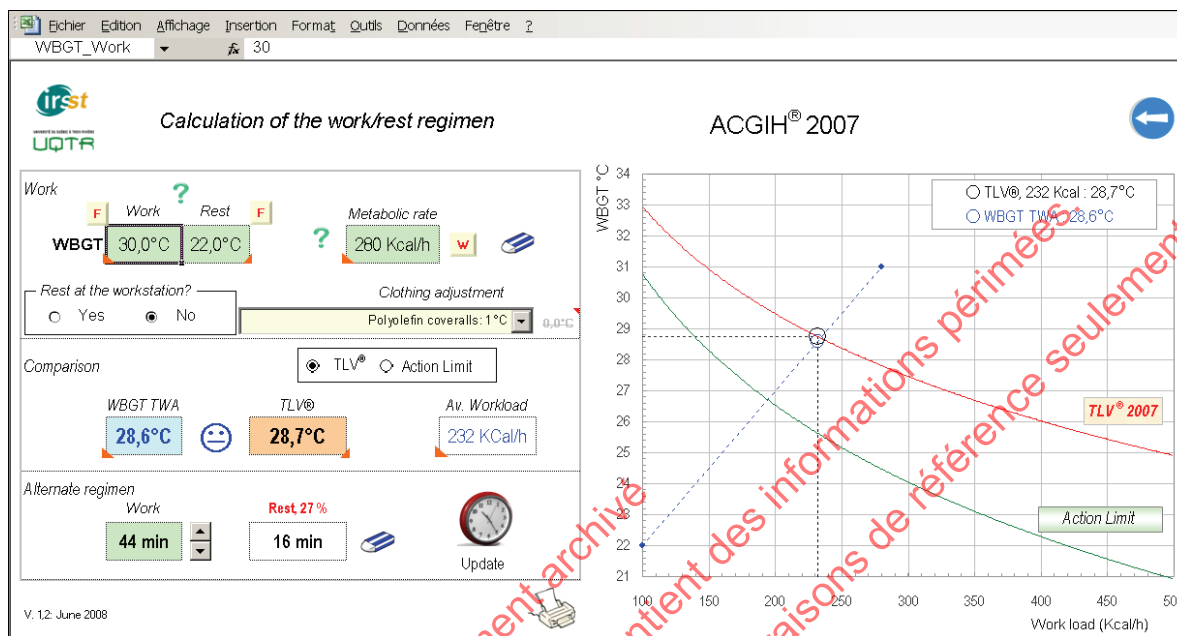 Fichier Edition Affichage Insertion Format Outils Données Fenêtre ?
WBGT_Work fx 30
irsst
UQTR
Calculation of the work/rest regimen
ACGIH® 2007
Work
?
F Work Rest F
Metabolic rate
WBGT 30,0°C 22,0°C ? 280 Kcal/h W
Rest at the workstation?
Yes No
Clothing adjustment
Polyolefin coveralls: 1°C 0,0°C
Comparison
TLV® Action Limit
WBGT TWA TLV® Av. Workload
28,6°C 28,7°C 232 KCal/h
Alternate regimen
Work Rest, 27 %
44 min 16 min
Update
V. 1,2: June 2008
WBGT °C
34
33
32
31
30
29
28
27
26
25
24
23
22
21
100 150 200 250 300 350 400 450 500
Work load (Kcal/h)
TLV®, 232 Kcal : 28,7°C
WBGT TWA : 28,6°C
TLV® 2007
Action Limit
ment archive
ntient des informations périmées.
raisons de référence seulement